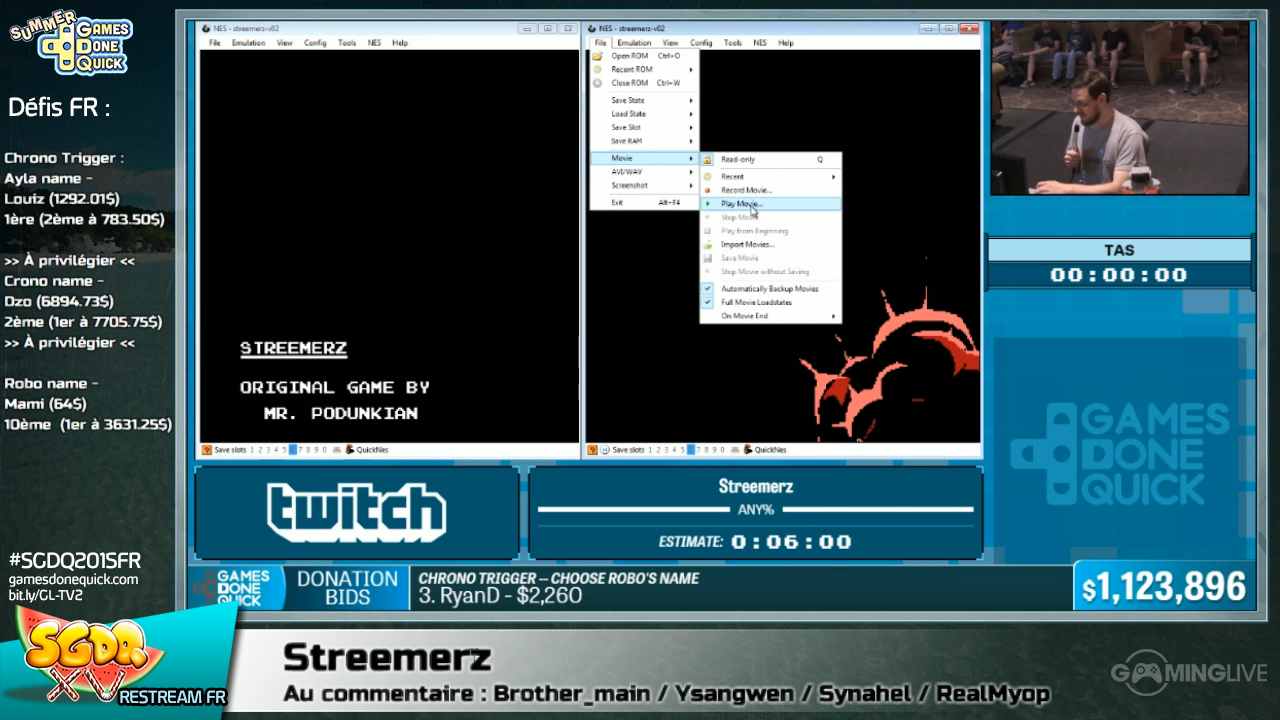 SUMMER
GAMES
DONE
QUICK
Défis FR :
Chrono Trigger :
Ayla name -
Louiz (1292.01$)
1ère (2ème à 783.50$)
>> À privilégier <<
Crono name -
Dzo (6894.73$)
2ème (1er à 7705.75$)
>> À privilégier <<
Robo name -
Mami (64$)
10ème (1er à 3631.25$)
#SGDQ2015FR
gamesdonequick.com
bit.ly/GL-TV2
NES - streemerz-v02
File Emulation View Config Tools NES Help
STREEMERZ
ORIGINAL GAME BY
MR. PODUNKIAN
Save slots 1 2 3 4 5 7 8 9 0 QuickNes
NES - streemerz-v02
File Emulation View Config Tools NES Help
Open ROM Ctrl+O
Recent ROM
Close ROM Ctrl+W
Save State
Load State
Save Slot
Save RAM
Movie
AVI/WAV
Screenshot
Exit Alt+F4
Read-only Q
Recent
Record Movie...
Play Movie...
Stop Movie
Play from Beginning
Import Movies...
Save Movie
Stop Movie without Saving
Automatically Backup Movies
Full Movie Loadstates
On Movie End
Save slots 1 2 3 4 5 7 8 9 0 QuickNes
TAS
00:00:00
GAMES
DONE
QUICK
twitch
Streemerz
ANY%
ESTIMATE: 0:06:00
GAMES
DONE
QUICK
DONATION
BIDS
CHRONO TRIGGER -- CHOOSE ROBO'S NAME
3. RyanD - $2,260
$1,123,896
SGDQ
XV
RESTREAM FR
Streemerz
Au commentaire : Brother_main / Ysangwen / Synahel / RealMyop
GAMINGLIVE